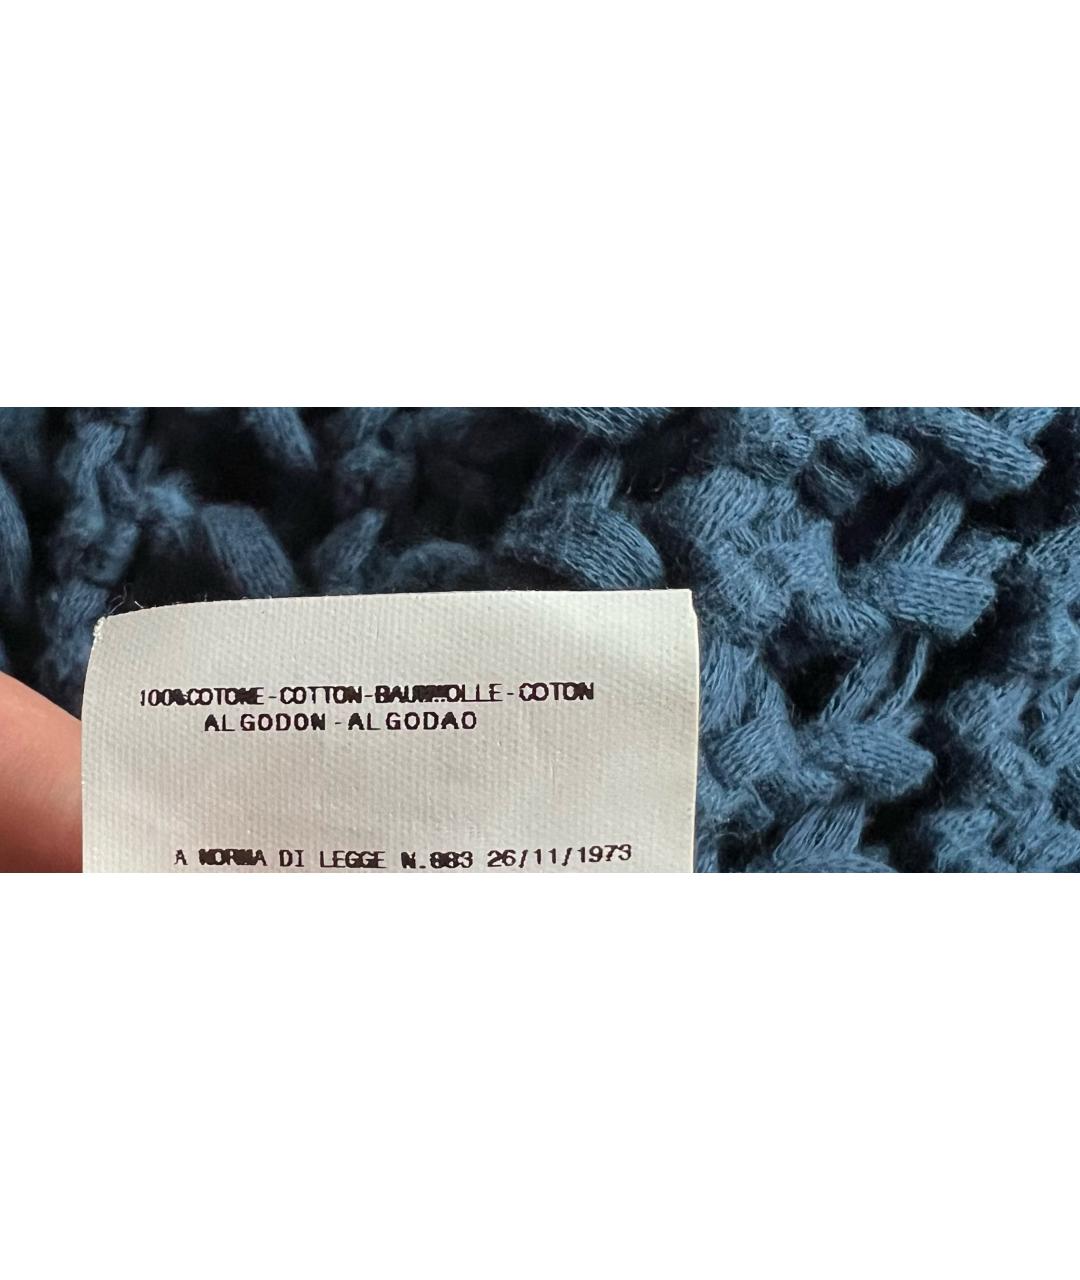 100%COTONE-COTTON-BAUMWOLLE-COTON
ALGODON-ALGODAO
A NORMA DI LEGGE N.883 26/11/1973